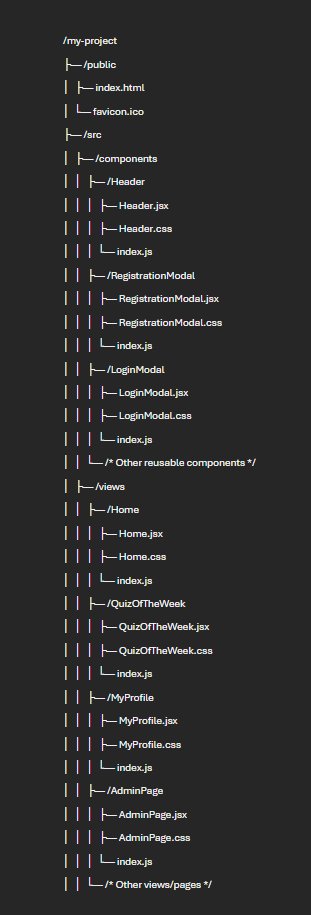 /my-project
├─ /public
│ ├─ index.html
│ └─ favicon.ico
├─ /src
│ ├─ /components
│ │ ├─ /Header
│ │ │ ├─ Header.jsx
│ │ │ ├─ Header.css
│ │ │ └─ index.js
│ │ ├─ /RegistrationModal
│ │ │ ├─ RegistrationModal.jsx
│ │ │ ├─ RegistrationModal.css
│ │ │ └─ index.js
│ │ ├─ /LoginModal
│ │ │ ├─ LoginModal.jsx
│ │ │ ├─ LoginModal.css
│ │ │ └─ index.js
│ │ └─ /* Other reusable components */
│ ├─ /views
│ │ ├─ /Home
│ │ │ ├─ Home.jsx
│ │ │ ├─ Home.css
│ │ │ └─ index.js
│ │ ├─ /QuizOfTheWeek
│ │ │ ├─ QuizOfTheWeek.jsx
│ │ │ ├─ QuizOfTheWeek.css
│ │ │ └─ index.js
│ │ ├─ /MyProfile
│ │ │ ├─ MyProfile.jsx
│ │ │ ├─ MyProfile.css
│ │ │ └─ index.js
│ │ ├─ /AdminPage
│ │ │ ├─ AdminPage.jsx
│ │ │ ├─ AdminPage.css
│ │ │ └─ index.js
│ │ └─ /* Other views/pages */